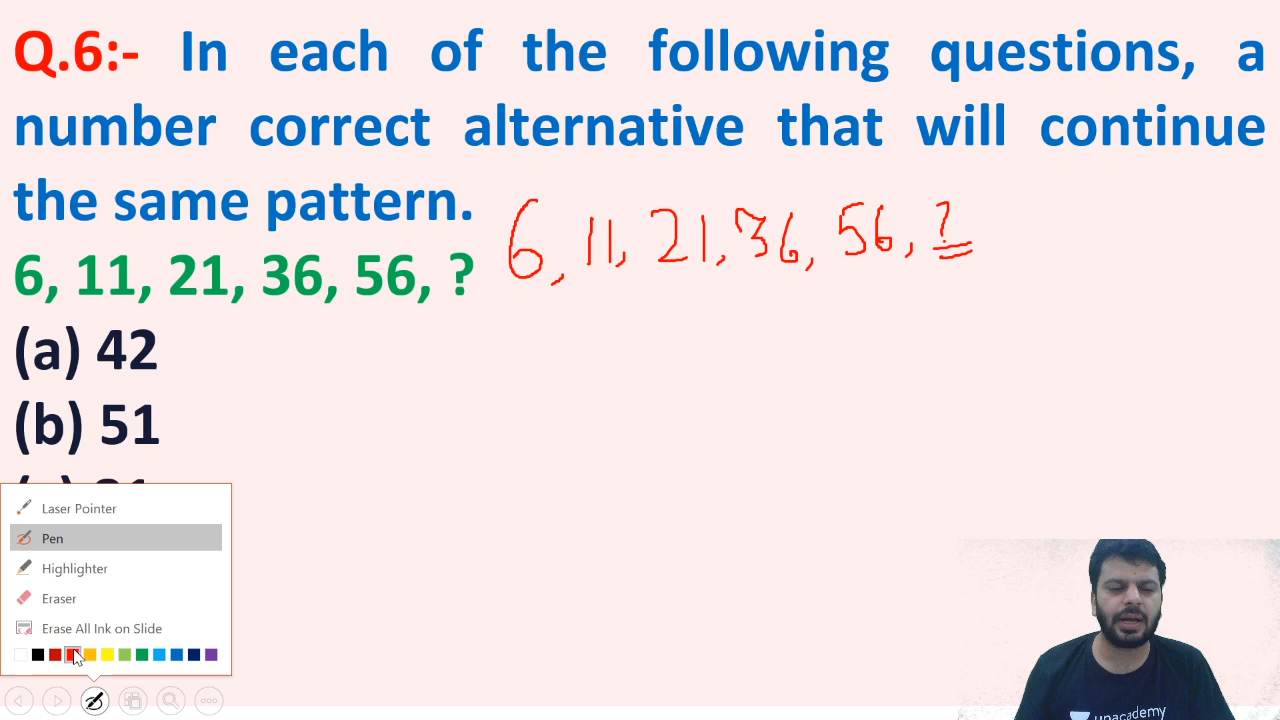 Q.6:- In each of the following questions, a
number correct alternative that will continue
the same pattern.
6, 11, 21, 36, 56, ?
6, 11, 21, 36, 56, ?
(a) 42
(b) 51
Laser Pointer
Pen
Highlighter
Eraser
Erase All Ink on Slide
unacademy